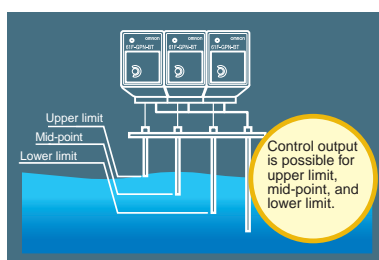 omron omron omron
61F-GPN-BT 61F-GPN-BT 61F-GPN-BT
Upper limit
Mid-point
Lower limit
Control output
is possible for
upper limit,
mid-point, and
lower limit.